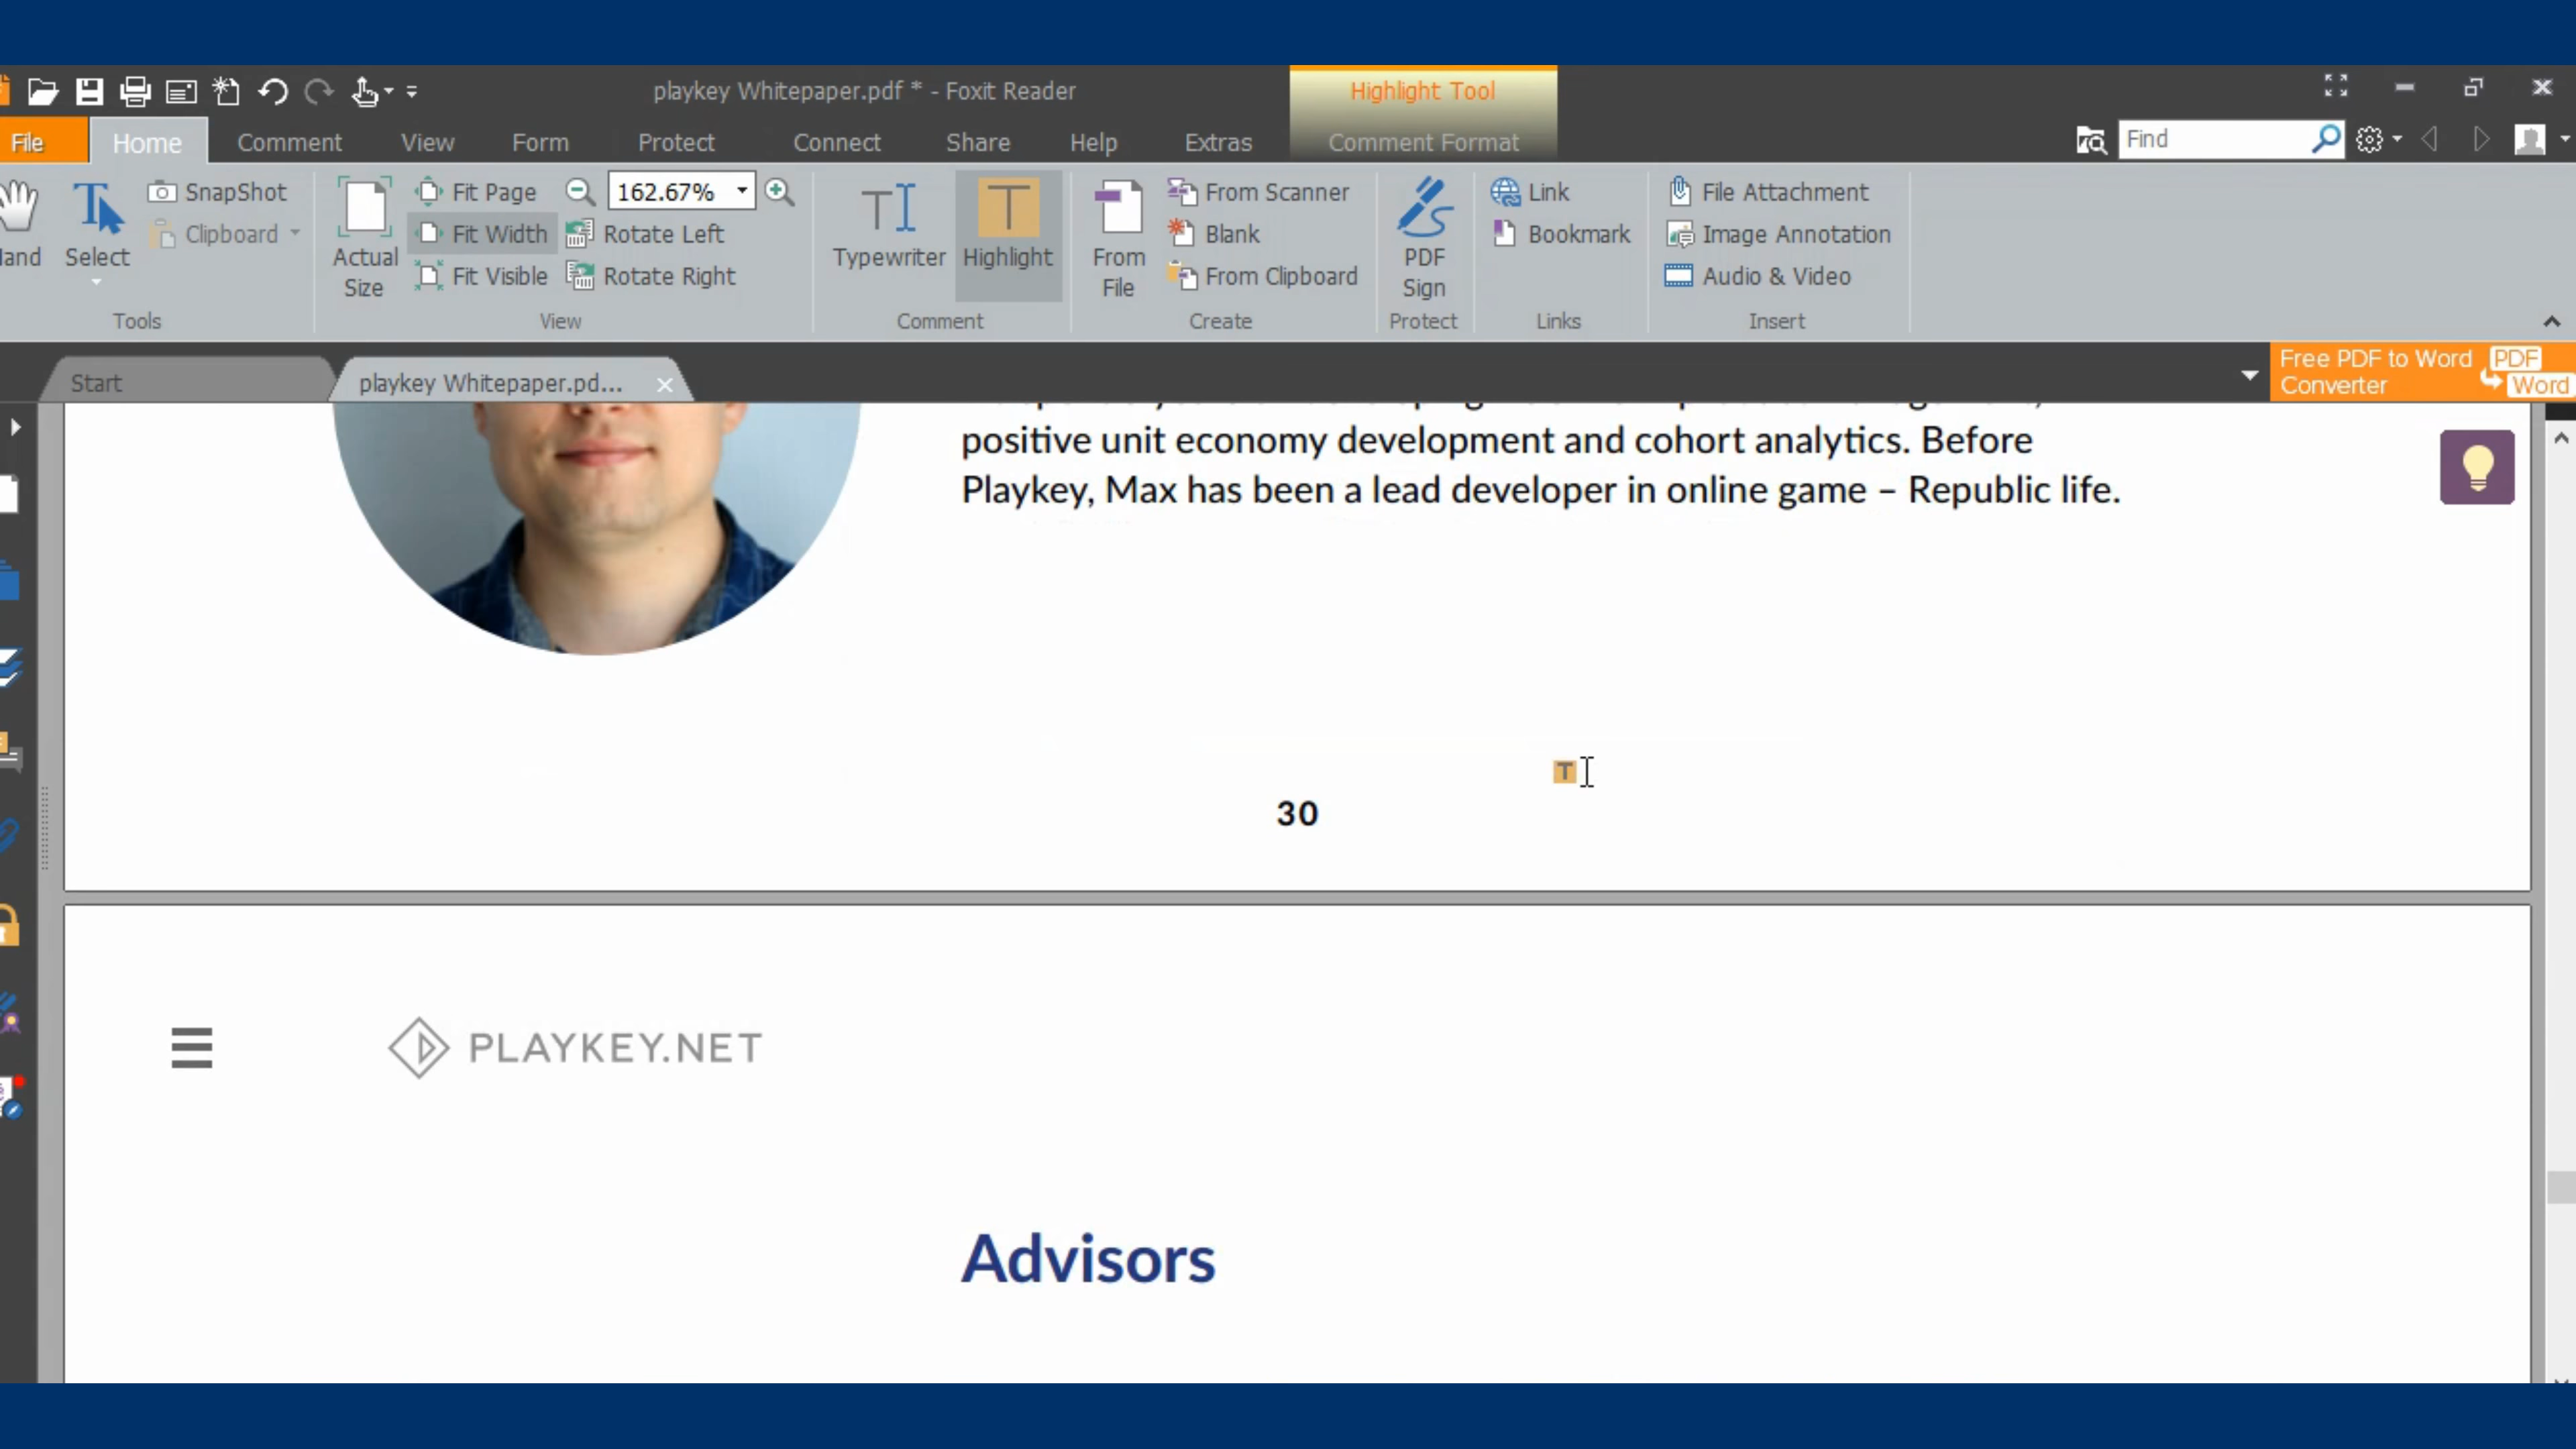 playkey Whitepaper.pdf * - Foxit Reader
Highlight Tool
File
Home
Comment
View
Form
Protect
Connect
Share
Help
Extras
Comment Format
Find
Select
SnapShot
Clipboard
Tools
Actual
Size
Fit Page
Fit Width
Fit Visible
162.67%
Rotate Left
Rotate Right
View
Typewriter
Highlight
Comment
From
File
From Scanner
Blank
From Clipboard
Create
PDF
Sign
Protect
Link
Bookmark
Links
File Attachment
Image Annotation
Audio & Video
Insert
Start
playkey Whitepaper.pd...
Free PDF to Word
Converter
PDF
Word
positive unit economy development and cohort analytics. Before
Playkey, Max has been a lead developer in online game – Republic life.
30
PLAYKEY.NET
Advisors